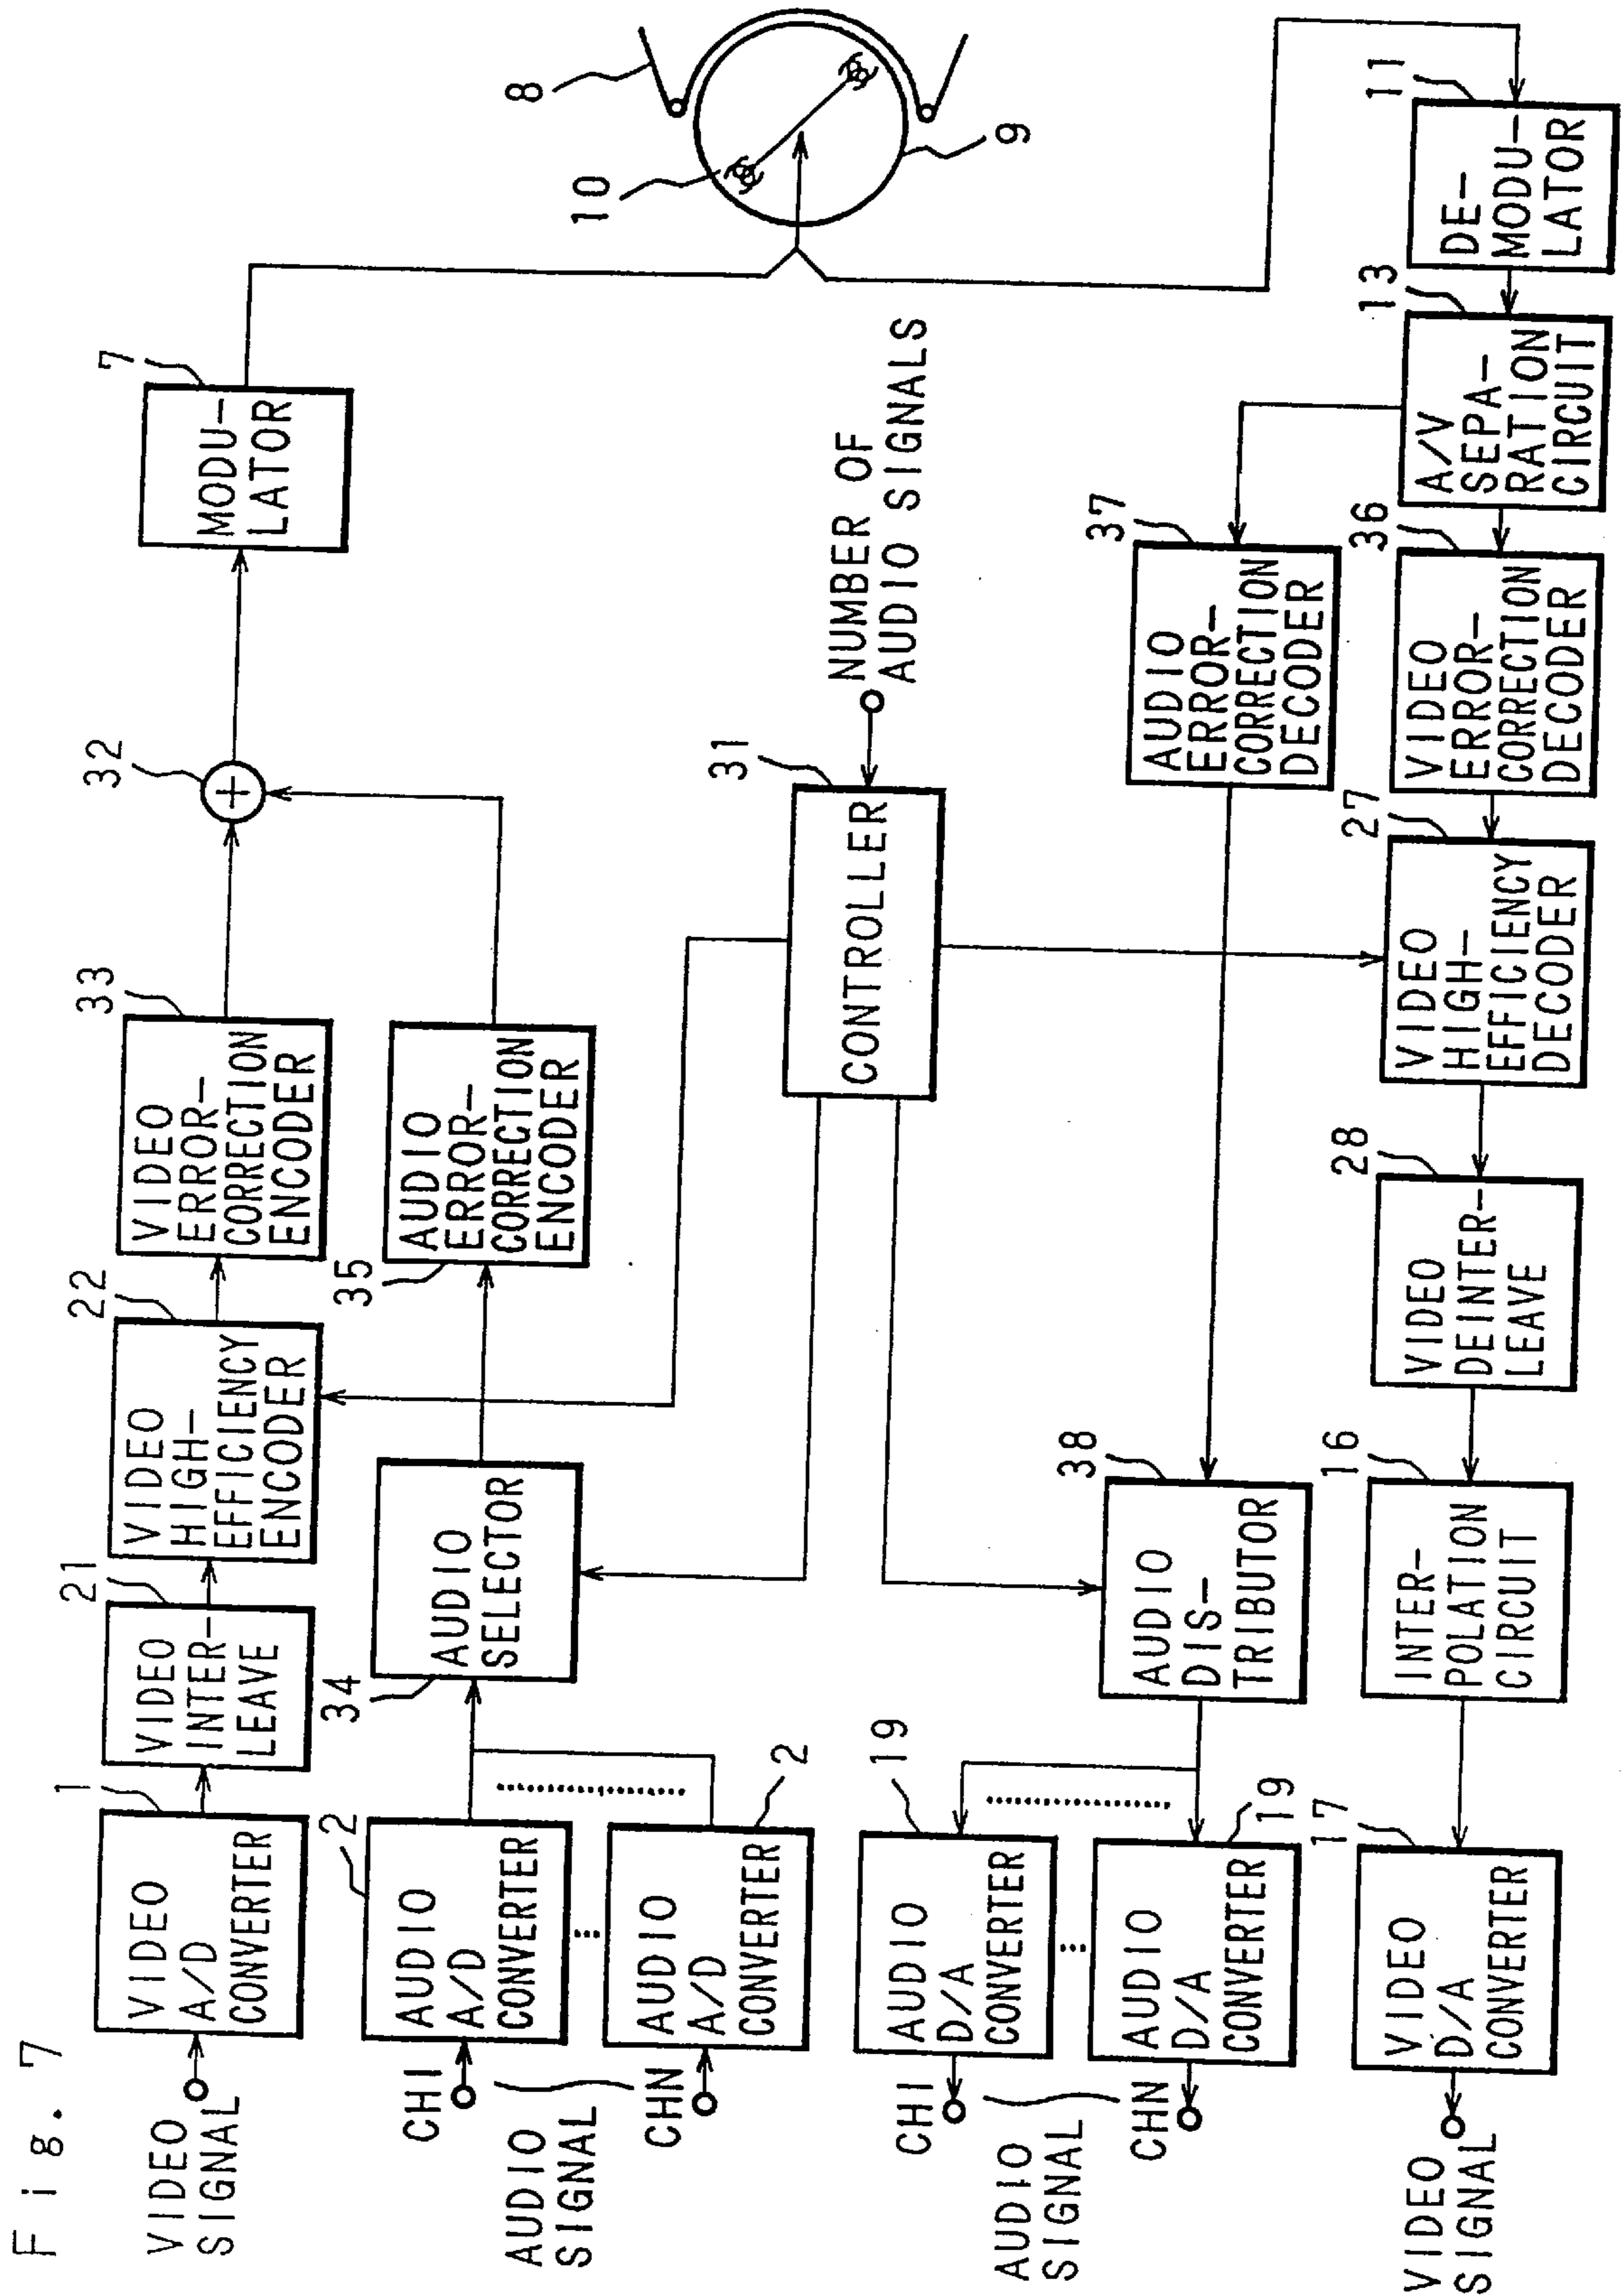 Fig. 7
VIDEO
SIGNAL
1
VIDEO
A/D
CONVERTER
21
VIDEO
INTER-
LEAVE
22
VIDEO
HIGH-
EFFICIENCY
ENCODER
33
VIDEO
ERROR-
CORRECTION
ENCODER
32
+
7
MODU-
LATOR
8
10
9
AUDIO
SIGNAL
CHI
CHN
2
AUDIO
A/D
CONVERTER
2
AUDIO
A/D
CONVERTER
34
AUDIO
SELECTOR
35
AUDIO
ERROR-
CORRECTION
ENCODER
31
CONTROLLER
NUMBER OF
AUDIO SIGNALS
AUDIO
SIGNAL
CHI
CHN
19
AUDIO
D/A
CONVERTER
19
AUDIO
D/A
CONVERTER
38
AUDIO
DIS-
TRIBUTOR
37
AUDIO
ERROR-
CORRECTION
DECODER
VIDEO
SIGNAL
17
VIDEO
D/A
CONVERTER
16
INTER-
POLATION
CIRCUIT
28
VIDEO
DEINTER-
LEAVE
27
VIDEO
HIGH-
EFFICIENCY
DECODER
36
VIDEO
ERROR-
CORRECTION
DECODER
13
A/V
SEPA-
RATION
CIRCUIT
11
DE-
MODU-
LATOR